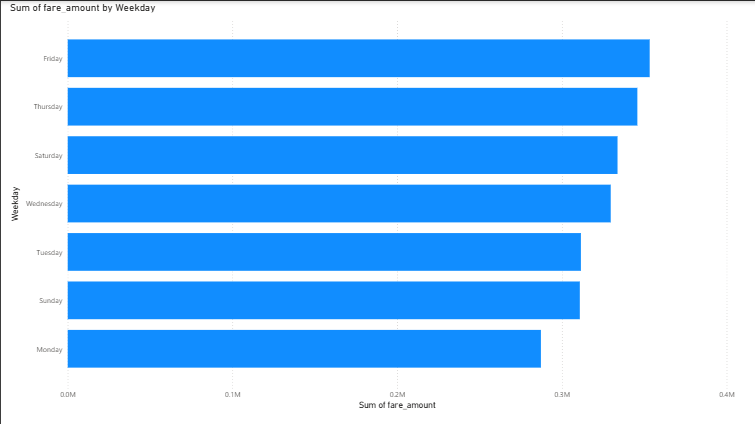 Sum of fare_amount by Weekday
Weekday
Friday
Thursday
Saturday
Wednesday
Tuesday
Sunday
Monday
0.0M 0.1M 0.2M 0.3M 0.4M
Sum of fare_amount